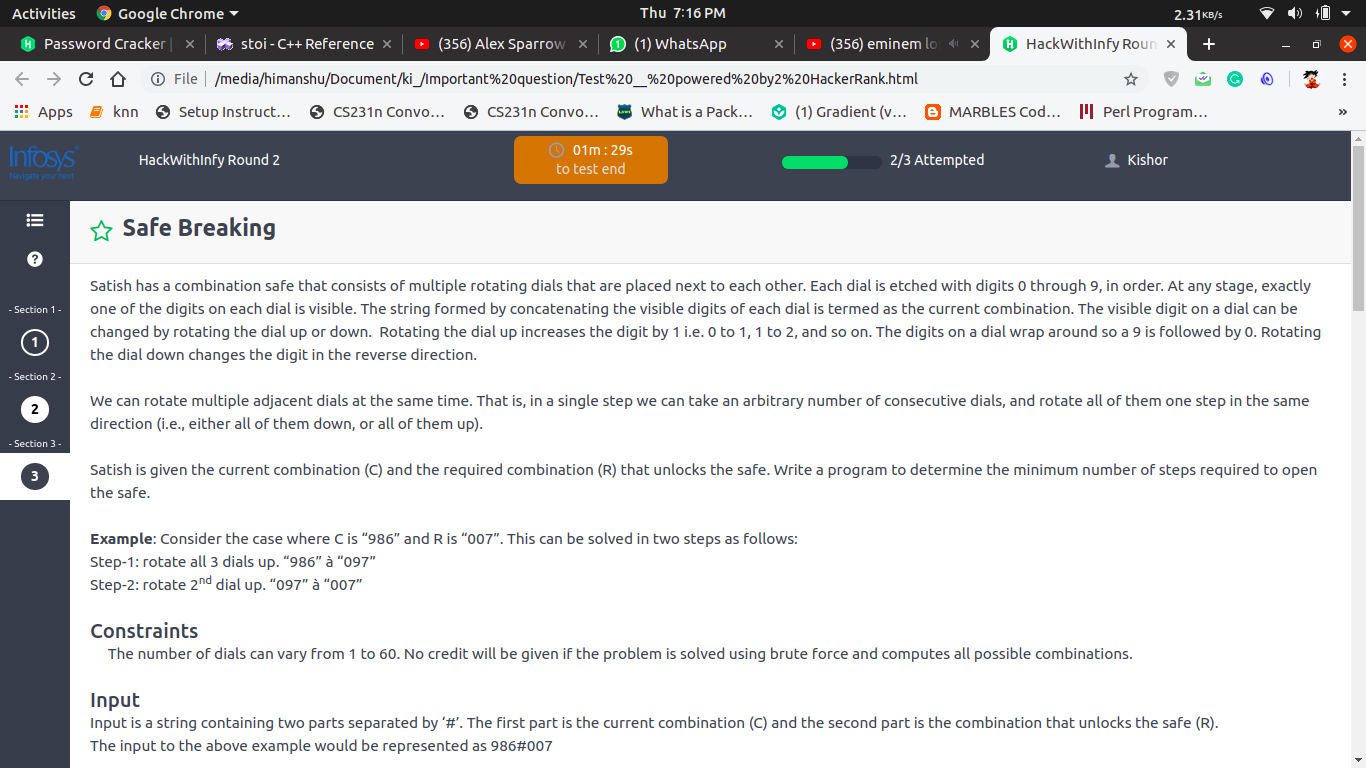 Activities Google Chrome Thu 7:16 PM 2.31KB/s
Password Cracker | stoi - C++ Reference (356) Alex Sparrow (1) WhatsApp (356) eminem lo HackWithInfy Roun
File /media/himanshu/Document/ki_/Important%20question/Test%20__%20powered%20by2%20HackerRank.html
Apps knn Setup Instruct... CS231n Convo... CS231n Convo... What is a Pack... (1) Gradient (v... MARBLES Cod... Perl Program... »
Infosys
Navigate your next
HackWithInfy Round 2
01m : 29s
to test end
2/3 Attempted
Kishor
- Section 1 -
1
- Section 2 -
2
- Section 3 -
3
Safe Breaking
Satish has a combination safe that consists of multiple rotating dials that are placed next to each other. Each dial is etched with digits 0 through 9, in order. At any stage, exactly
one of the digits on each dial is visible. The string formed by concatenating the visible digits of each dial is termed as the current combination. The visible digit on a dial can be
changed by rotating the dial up or down. Rotating the dial up increases the digit by 1 i.e. 0 to 1, 1 to 2, and so on. The digits on a dial wrap around so a 9 is followed by 0. Rotating
the dial down changes the digit in the reverse direction.
We can rotate multiple adjacent dials at the same time. That is, in a single step we can take an arbitrary number of consecutive dials, and rotate all of them one step in the same
direction (i.e., either all of them down, or all of them up).
Satish is given the current combination (C) and the required combination (R) that unlocks the safe. Write a program to determine the minimum number of steps required to open
the safe.
Example: Consider the case where C is “986” and R is “007”. This can be solved in two steps as follows:
Step-1: rotate all 3 dials up. “986” à “097”
Step-2: rotate 2nd dial up. “097” à “007”
Constraints
The number of dials can vary from 1 to 60. No credit will be given if the problem is solved using brute force and computes all possible combinations.
Input
Input is a string containing two parts separated by ‘#’. The first part is the current combination (C) and the second part is the combination that unlocks the safe (R).
The input to the above example would be represented as 986#007